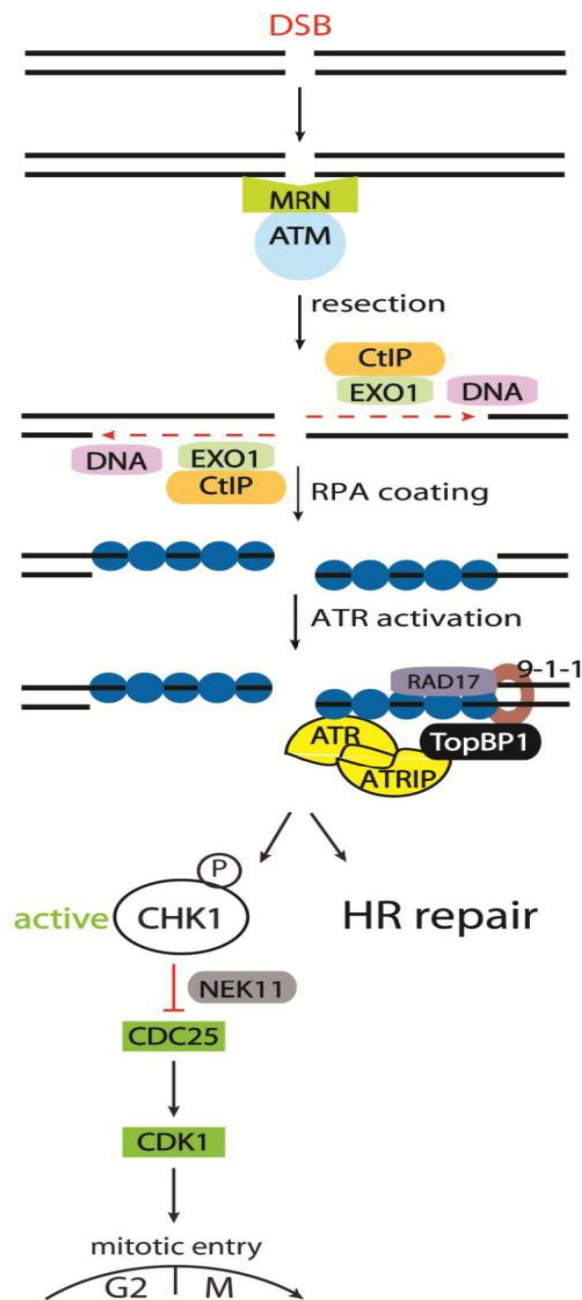 DSB
MRN
ATM
resection
CtIP
EXO1 DNA
DNA EXO1
CtIP
RPA coating
ATR activation
9-1-1
RAD17
ATR TopBP1
ATRIP
P
active CHK1 HR repair
NEK11
CDC25
CDK1
mitotic entry
G2 M